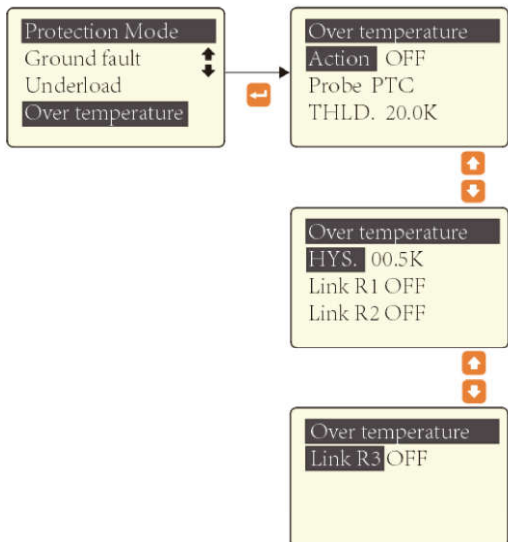 Protection Mode
Ground fault
Underload
Over temperature
Over temperature
Action OFF
Probe PTC
THLD. 20.0K
Over temperature
HYS. 00.5K
Link R1 OFF
Link R2 OFF
Over temperature
Link R3 OFF